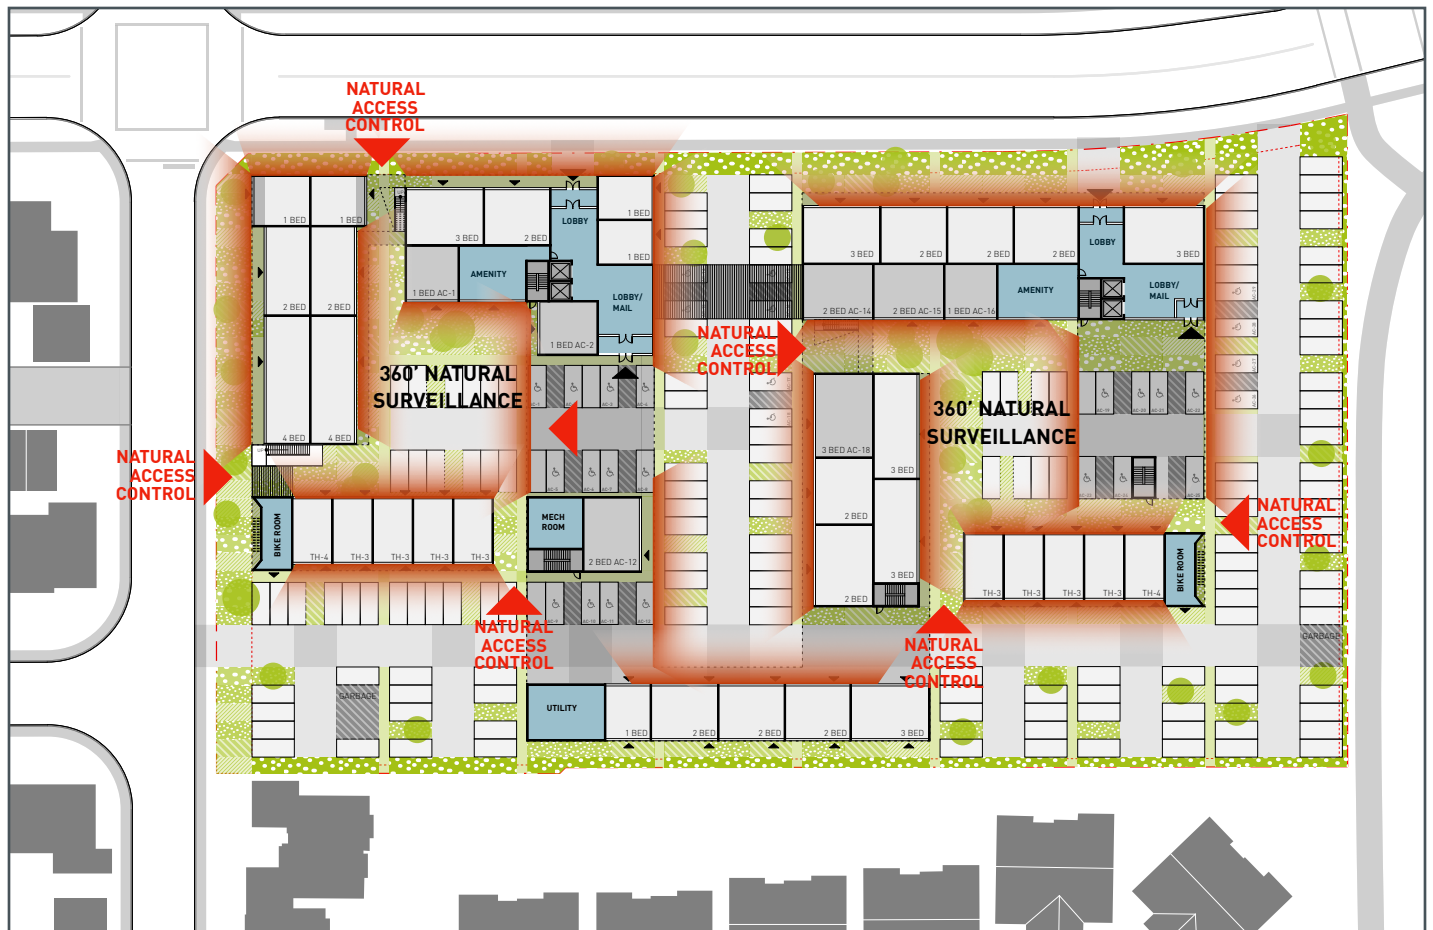 NATURAL
ACCESS
CONTROL
1 BED
1 BED
3 BED
2 BED
LOBBY
1 BED
1 BED
AMENITY
1 BED AC-1
LOBBY/
MAIL
2 BED
2 BED
1 BED AC-2
3 BED
2 BED
2 BED
2 BED
LOBBY
3 BED
AMENITY
LOBBY/
MAIL
2 BED AC-14
2 BED AC-15
1 BED AC-16
NATURAL
ACCESS
CONTROL
360' NATURAL
SURVEILLANCE
360' NATURAL
SURVEILLANCE
4 BED
4 BED
3 BED AC-18
3 BED
NATURAL
ACCESS
CONTROL
NATURAL
ACCESS
CONTROL
BIKE ROOM
TH-4
TH-3
TH-3
TH-3
TH-3
MECH
ROOM
2 BED AC-12
2 BED
2 BED
3 BED
TH-3
TH-3
TH-3
TH-3
TH-4
BIKE ROOM
NATURAL
ACCESS
CONTROL
NATURAL
ACCESS
CONTROL
GARBAGE
GARBAGE
UTILITY
1 BED
2 BED
2 BED
2 BED
3 BED